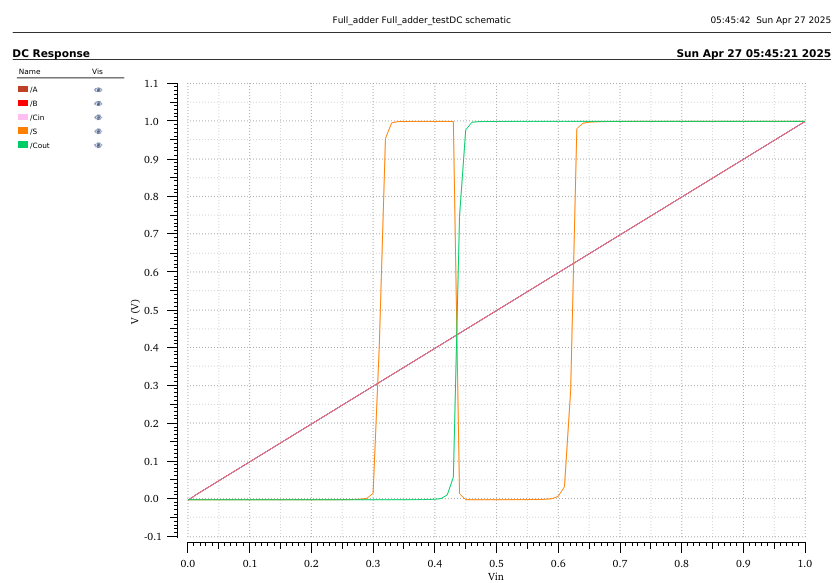 Full_adder Full_adder_testDC schematic 05:45:42 Sun Apr 27 2025
DC Response Sun Apr 27 05:45:21 2025
Name Vis
/A
/B
/Cin
/S
/Cout
V (V)
1.1
1.0
0.9
0.8
0.7
0.6
0.5
0.4
0.3
0.2
0.1
0.0
-0.1
0.0 0.1 0.2 0.3 0.4 0.5 0.6 0.7 0.8 0.9 1.0
Vin